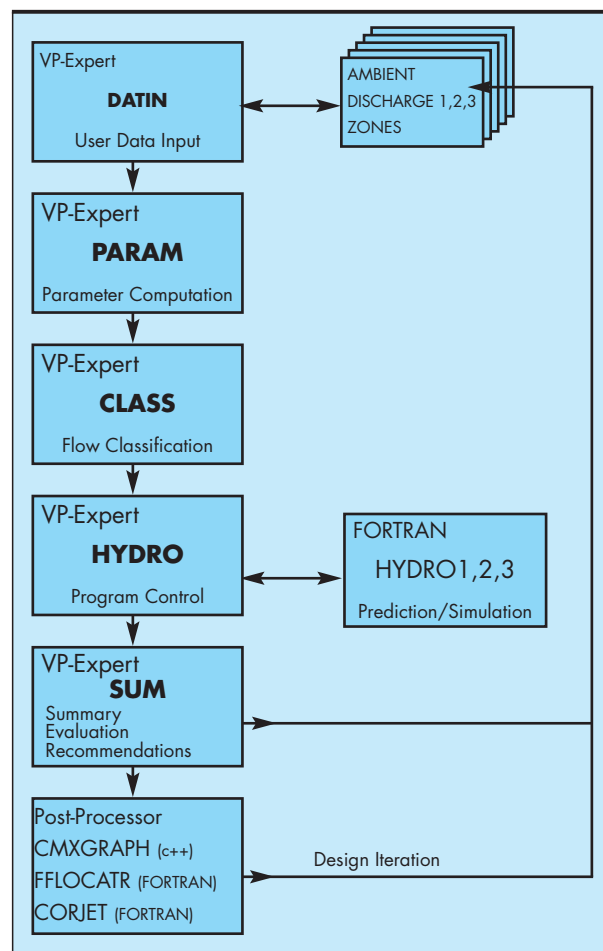 VP-Expert
DATIN
User Data Input
AMBIENT
DISCHARGE 1,2,3
ZONES
VP-Expert
PARAM
Parameter Computation
VP-Expert
CLASS
Flow Classification
VP-Expert
HYDRO
Program Control
FORTRAN
HYDRO1,2,3
Prediction/Simulation
VP-Expert
SUM
Summary
Evaluation
Recommendations
Post-Processor
CMXGRAPH (c++)
FFLOCATR (FORTRAN)
CORJET (FORTRAN)
Design Iteration